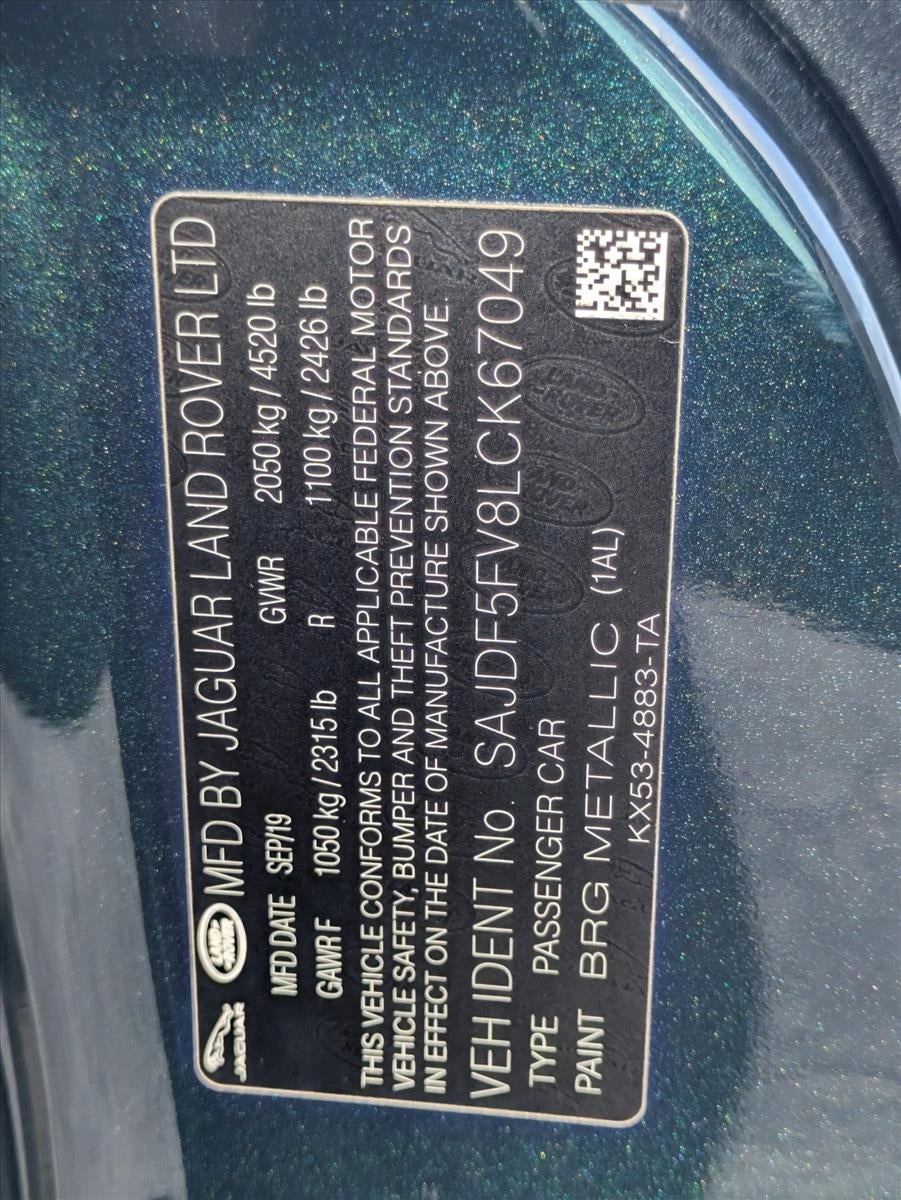 JAGUAR LAND ROVER MFD BY JAGUAR LAND ROVER LTD
MFD DATE SEP/19 GVWR 2050 kg / 4520 lb
GAWR F 1050 kg / 2315 lb R 1100 kg / 2426 lb
THIS VEHICLE CONFORMS TO ALL APPLICABLE FEDERAL MOTOR
VEHICLE SAFETY, BUMPER AND THEFT PREVENTION STANDARDS
IN EFFECT ON THE DATE OF MANUFACTURE SHOWN ABOVE.
VEH IDENT No. SAJDF5FV8LCK67049
TYPE PASSENGER CAR
PAINT BRG METALLIC (1AL)
KX53-4883-TA